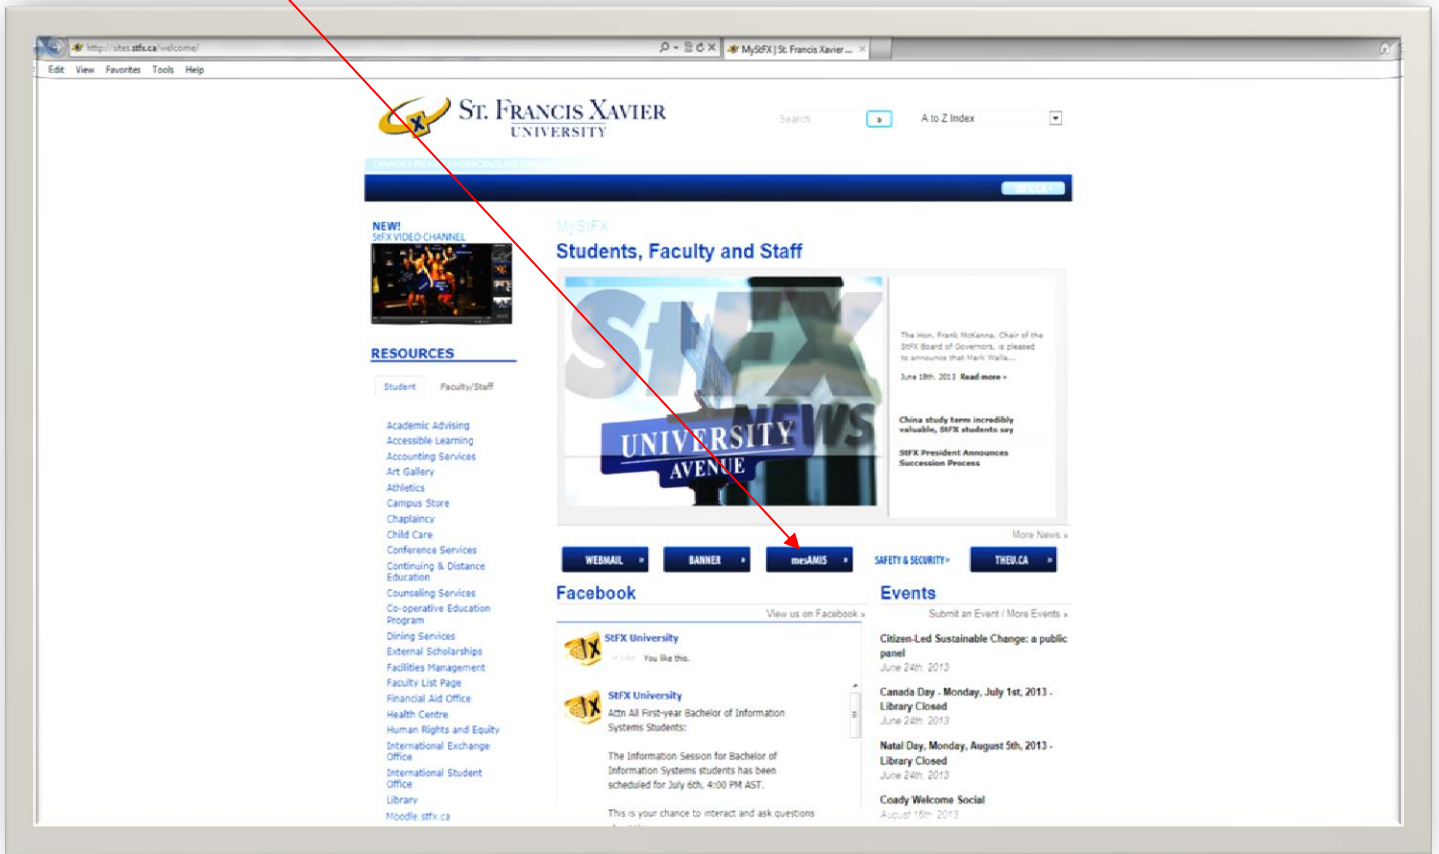 http://sites.stfx.ca/welcome/
MyStFX | St. Francis Xavier ...
Edit View Favorites Tools Help
ST. FRANCIS XAVIER
UNIVERSITY
Search
A to Z Index
STFX.CA
NEW!
StFX VIDEO CHANNEL
MyStFX
Students, Faculty and Staff
StFX
NEWS
UNIVERSITY
AVENUE
The Hon. Frank McKenna, Chair of the
StFX Board of Governors, is pleased
to announce that Mark Walla...
June 18th, 2013 Read more »
China study term incredibly
valuable, StFX students say
StFX President Announces
Succession Process
More News »
RESOURCES
Student Faculty/Staff
Academic Advising
Accessible Learning
Accounting Services
Art Gallery
Athletics
Campus Store
Chaplaincy
Child Care
Conference Services
Continuing & Distance
Education
Counseling Services
Co-operative Education
Program
Dining Services
External Scholarships
Facilities Management
Faculty List Page
Financial Aid Office
Health Centre
Human Rights and Equity
International Exchange
Office
International Student
Office
Library
Moodle.stfx.ca
WEBMAIL »
BANNER »
mesAMIS »
SAFETY & SECURITY »
THEU.CA »
Facebook
View us on Facebook »
StFX University
Like You like this.
StFX University
Attn All First-year Bachelor of Information
Systems Students:
The Information Session for Bachelor of
Information Systems students has been
scheduled for July 6th, 4:00 PM AST.
This is your chance to interact and ask questions
Events
Submit an Event / More Events »
Citizen-Led Sustainable Change: a public
panel
June 24th, 2013
Canada Day - Monday, July 1st, 2013 -
Library Closed
June 24th, 2013
Natal Day, Monday, August 5th, 2013 -
Library Closed
June 24th, 2013
Coady Welcome Social
August 16th, 2013